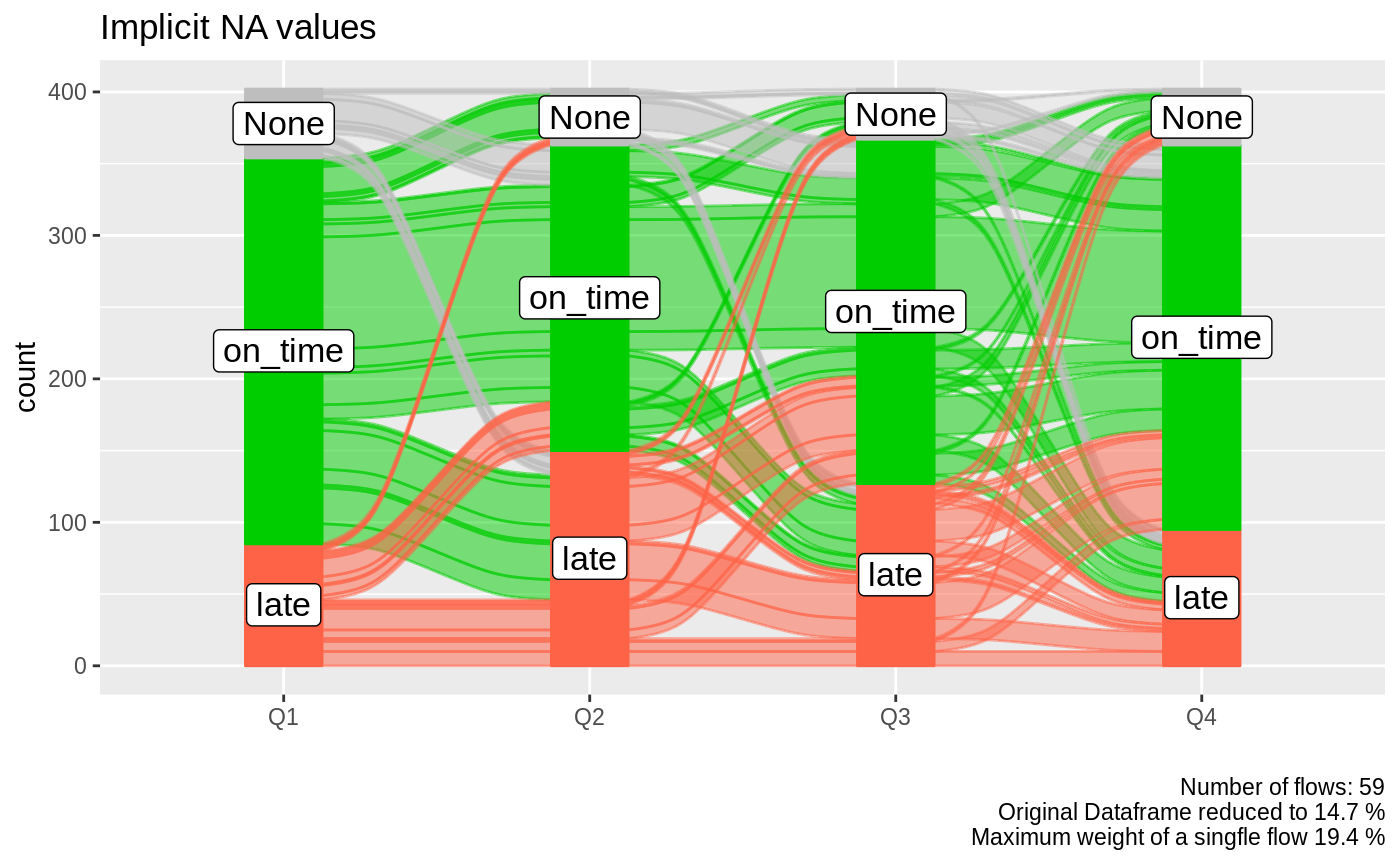 Implicit NA values
count
400
300
200
100
0
None
on_time
late
None
on_time
late
None
on_time
late
None
on_time
late
Q1
Q2
Q3
Q4
Number of flows: 59
Original Dataframe reduced to 14.7 %
Maximum weight of a singfle flow 19.4 %